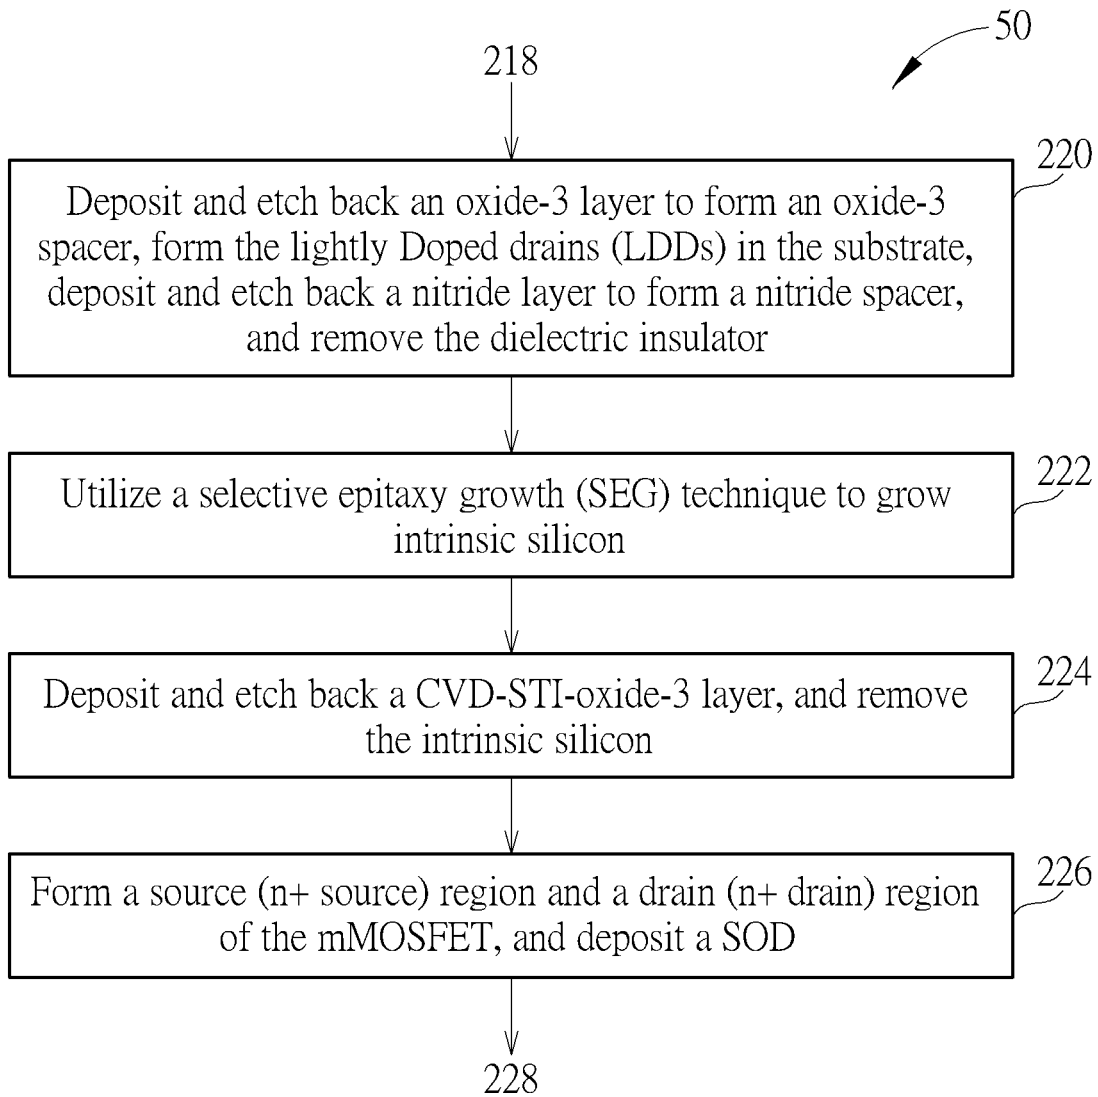 50
218
220
Deposit and etch back an oxide-3 layer to form an oxide-3
spacer, form the lightly Doped drains (LDDs) in the substrate,
deposit and etch back a nitride layer to form a nitride spacer,
and remove the dielectric insulator
222
Utilize a selective epitaxy growth (SEG) technique to grow
intrinsic silicon
224
Deposit and etch back a CVD-STI-oxide-3 layer, and remove
the intrinsic silicon
226
Form a source (n+ source) region and a drain (n+ drain) region
of the mMOSFET, and deposit a SOD
228